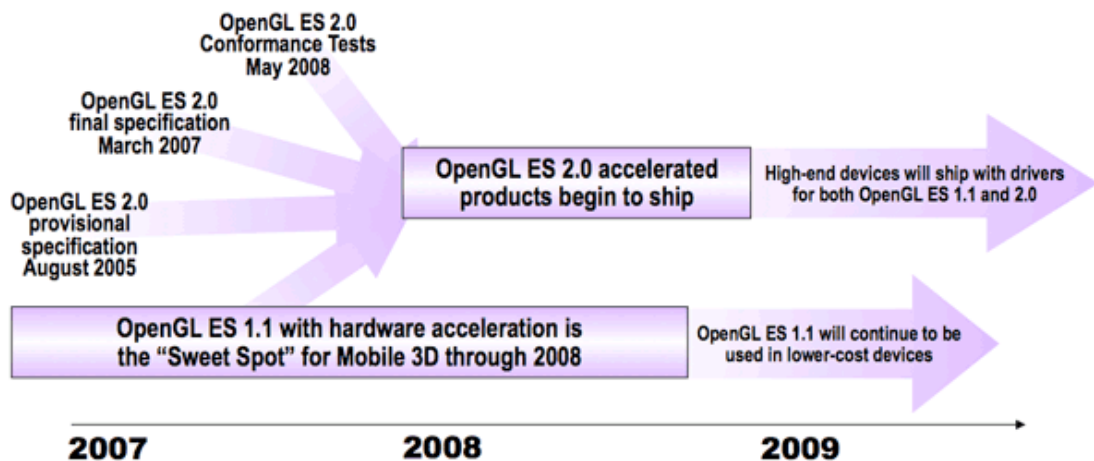 OpenGL ES 2.0
Conformance Tests
May 2008
OpenGL ES 2.0
final specification
March 2007
OpenGL ES 2.0
provisional
specification
August 2005
OpenGL ES 2.0 accelerated
products begin to ship
High-end devices will ship with drivers
for both OpenGL ES 1.1 and 2.0
OpenGL ES 1.1 with hardware acceleration is
the “Sweet Spot” for Mobile 3D through 2008
OpenGL ES 1.1 will continue to be
used in lower-cost devices
2007
2008
2009